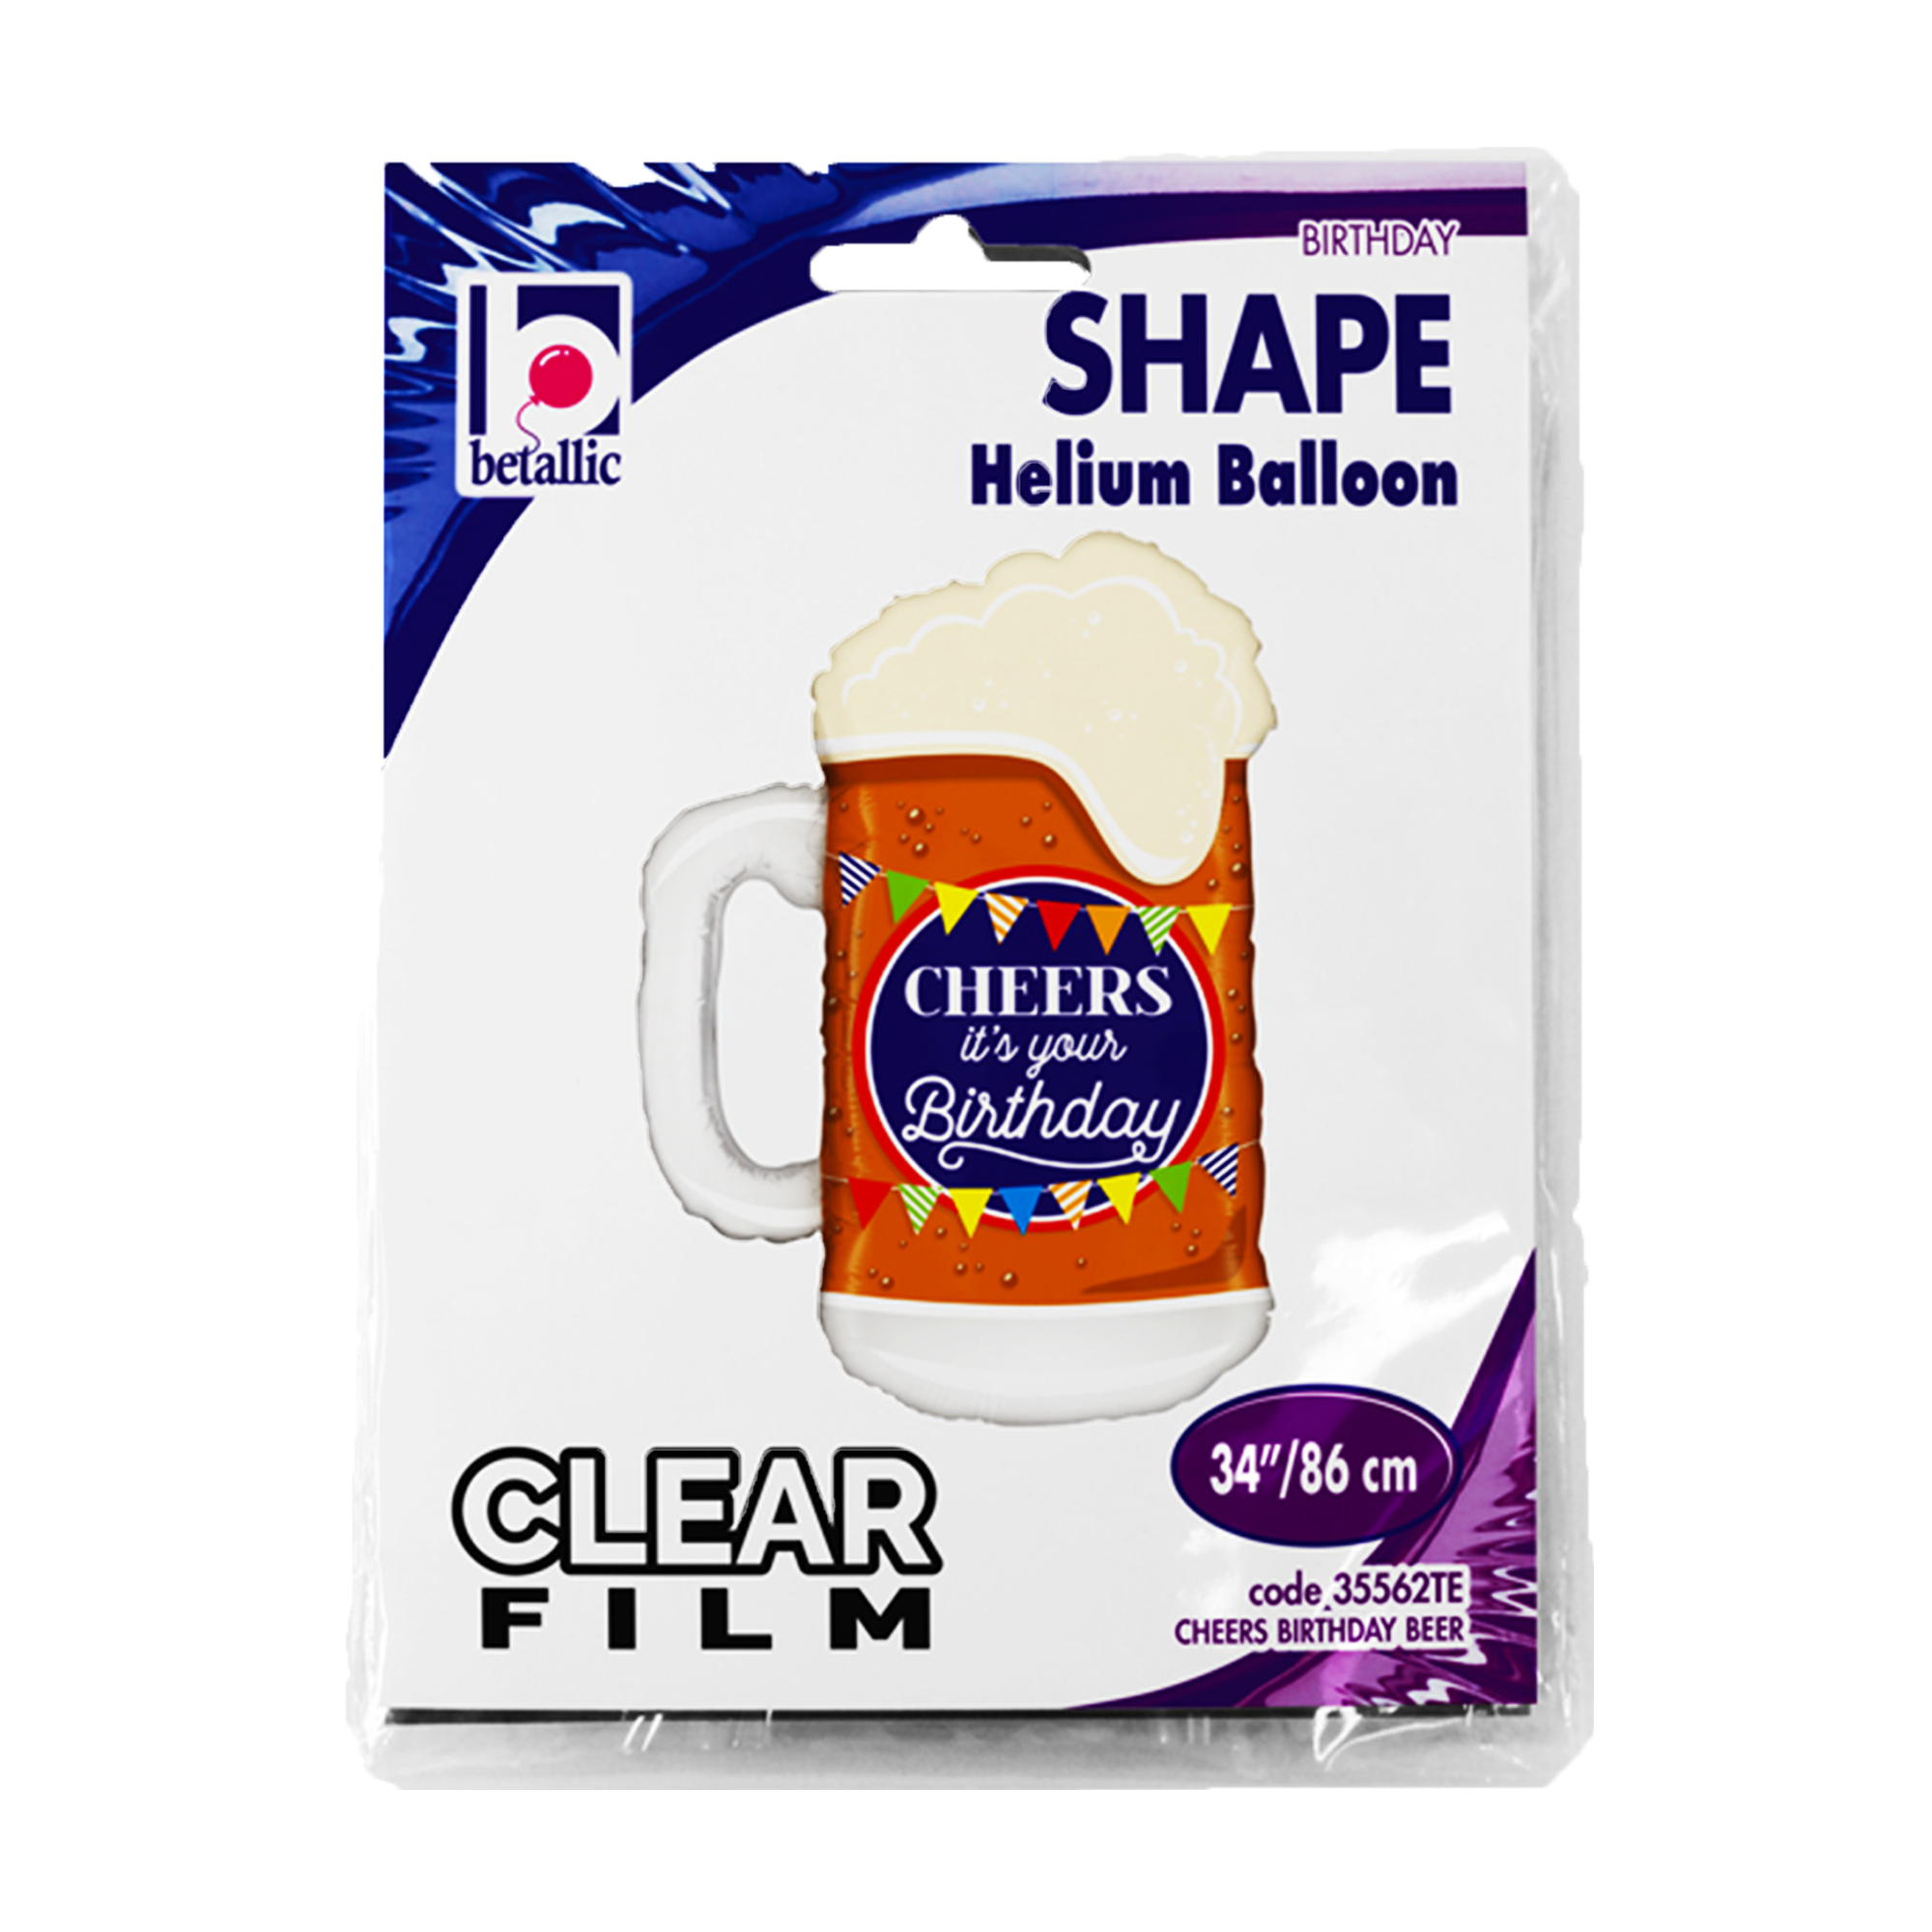 BIRTHDAY
betallic
SHAPE
Helium Balloon
CHEERS
it's your
Birthday
34"/86 cm
CLEAR
FILM
code 35562TE
CHEERS BIRTHDAY BEER